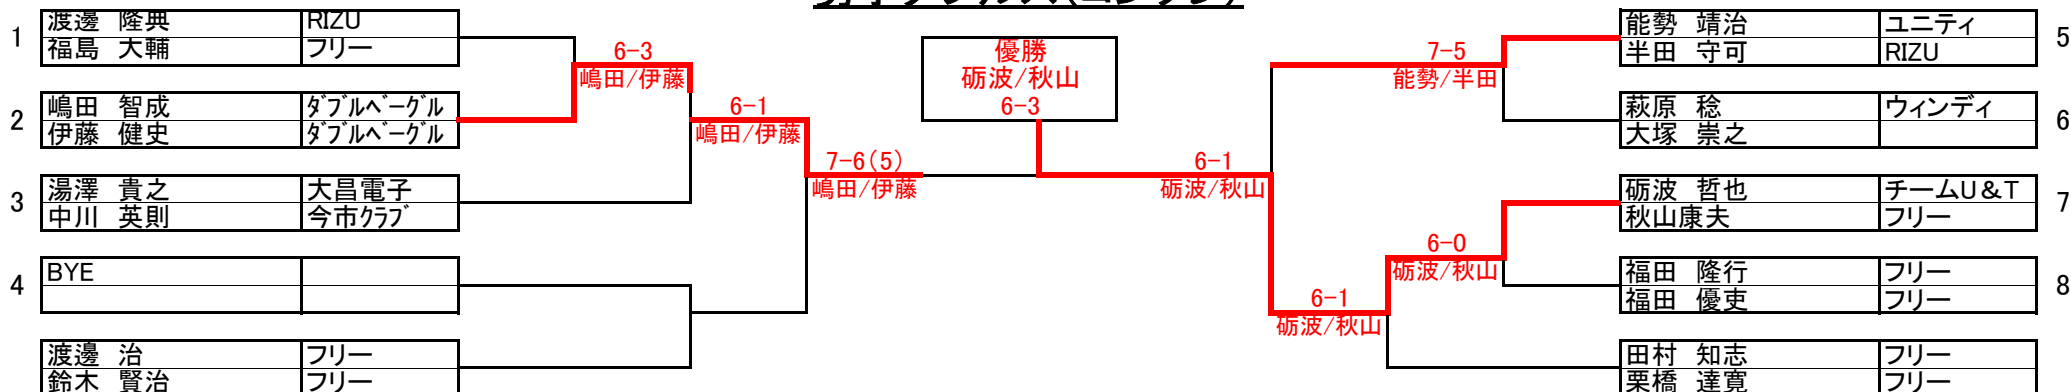 1
渡邊 隆典 RIZU
福島 大輔 フリー
2
嶋田 智成 ﾀﾞﾌﾞﾙﾍﾞｰｸﾞﾙ
伊藤 健史 ﾀﾞﾌﾞﾙﾍﾞｰｸﾞﾙ
3
湯澤 貴之 大昌電子
中川 英則 今市ｸﾗﾌﾞ
4
BYE
渡邊 治 フリー
鈴木 賢治 フリー
6-3
嶋田/伊藤
6-1
嶋田/伊藤
7-6(5)
嶋田/伊藤
優勝
砺波/秋山
6-3
6-1
砺波/秋山
7-5
能勢/半田
6-0
砺波/秋山
6-1
砺波/秋山
能勢 靖治 ユニティ
半田 守可 RIZU
5
萩原 稔 ウィンディ
大塚 崇之
6
砺波 哲也 チームU&T
秋山康夫 フリー
7
福田 隆行 フリー
福田 優吏 フリー
8
田村 知志 フリー
栗橋 達寛 フリー